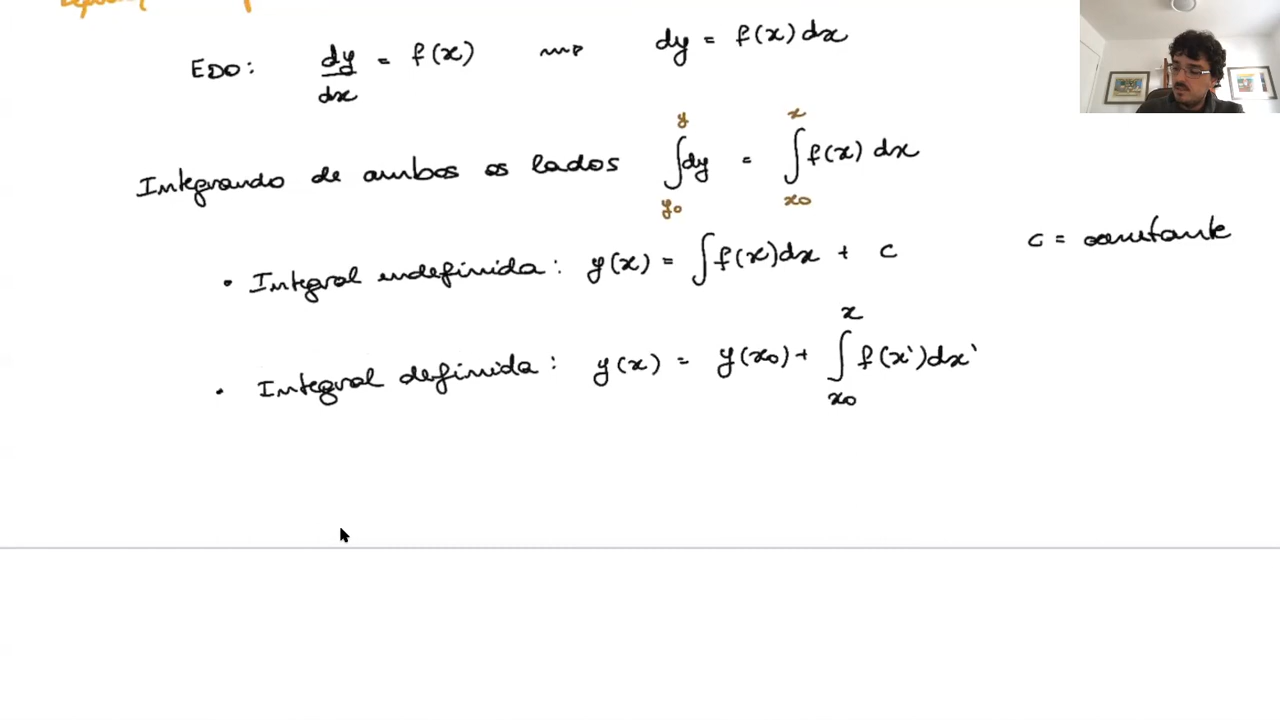 EDO: dy/dx = f(x) ⇝ dy = f(x) dx
Integrando de ambos os lados ∫_{y0}^{y} dy = ∫_{x0}^{x} f(x) dx
• Integral indefinida: y(x) = ∫ f(x) dx + c c = constante
• Integral definida: y(x) = y(x0) + ∫_{x0}^{x} f(x') dx'